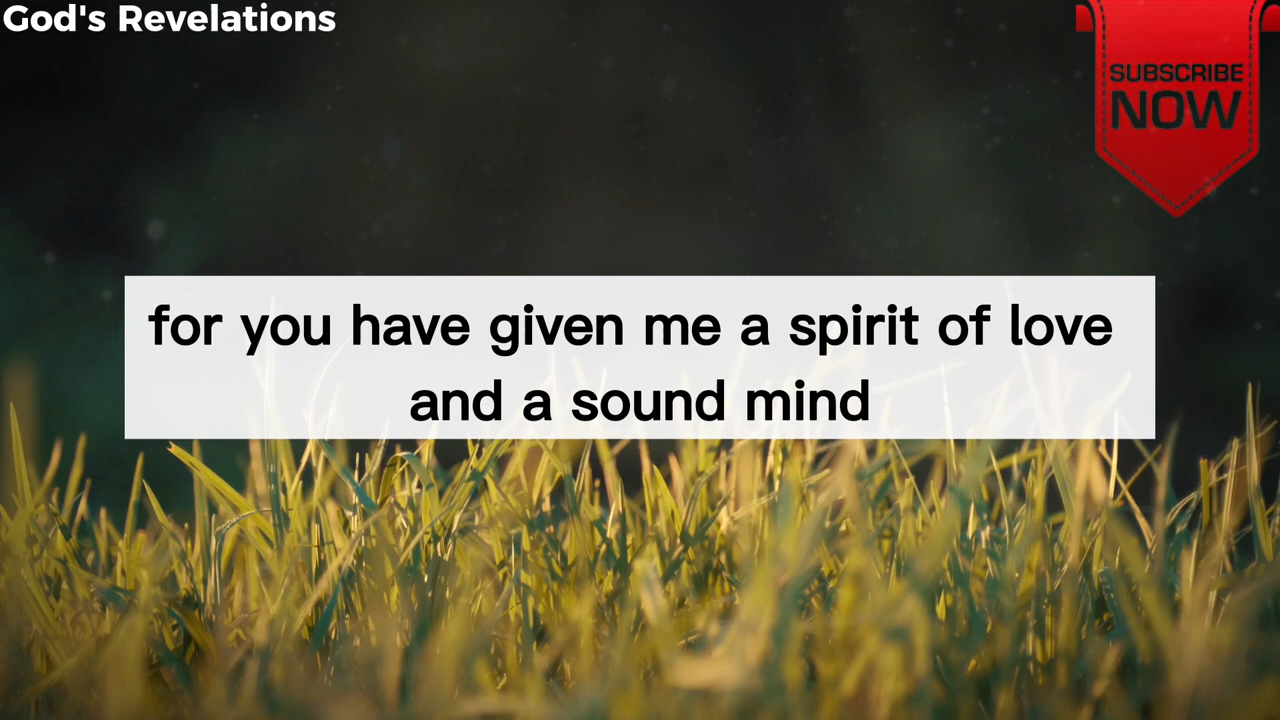 God's Revelations
SUBSCRIBE
NOW
for you have given me a spirit of love
and a sound mind